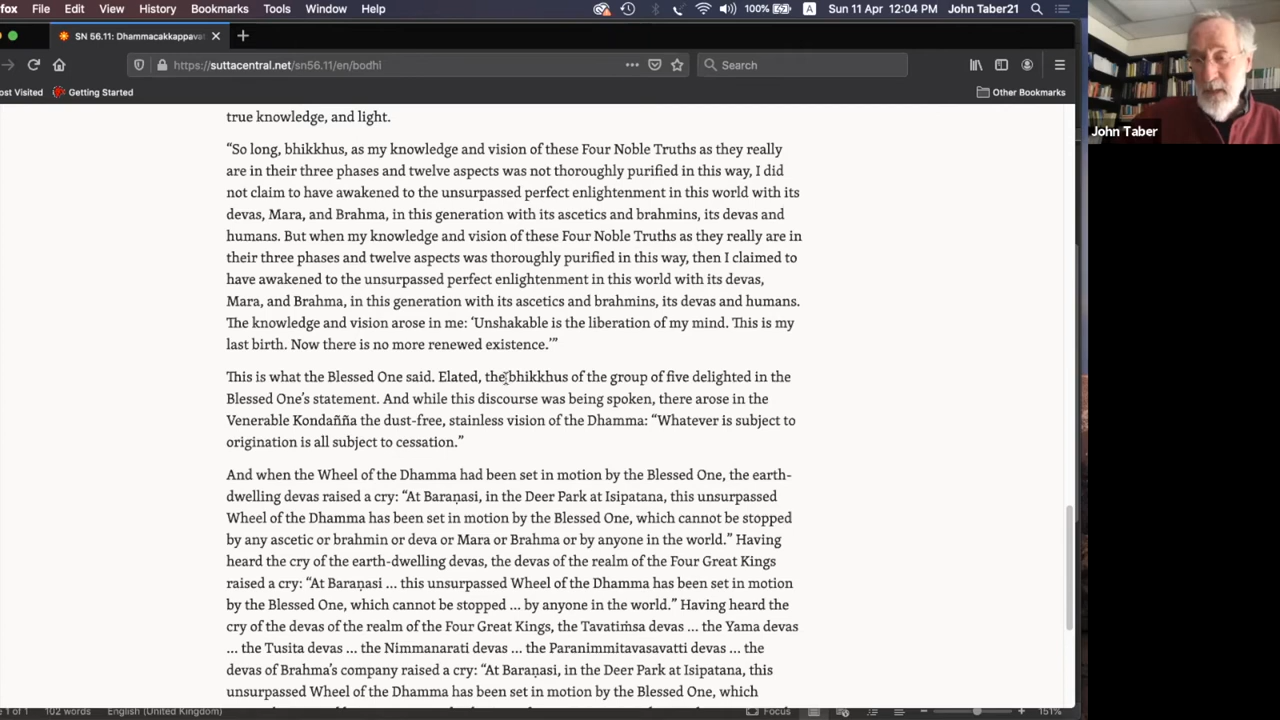 fox File Edit View History Bookmarks Tools Window Help 100% A Sun 11 Apr 12:04 PM John Taber21
SN 56.11: Dhammacakkappavat
https://suttacentral.net/sn56.11/en/bodhi Search
ost Visited Getting Started Other Bookmarks
John Taber
true knowledge, and light.
“So long, bhikkhus, as my knowledge and vision of these Four Noble Truths as they really
are in their three phases and twelve aspects was not thoroughly purified in this way, I did
not claim to have awakened to the unsurpassed perfect enlightenment in this world with its
devas, Mara, and Brahma, in this generation with its ascetics and brahmins, its devas and
humans. But when my knowledge and vision of these Four Noble Truths as they really are in
their three phases and twelve aspects was thoroughly purified in this way, then I claimed to
have awakened to the unsurpassed perfect enlightenment in this world with its devas,
Mara, and Brahma, in this generation with its ascetics and brahmins, its devas and humans.
The knowledge and vision arose in me: ‘Unshakable is the liberation of my mind. This is my
last birth. Now there is no more renewed existence.’”
This is what the Blessed One said. Elated, the bhikkhus of the group of five delighted in the
Blessed One’s statement. And while this discourse was being spoken, there arose in the
Venerable Kondañña the dust-free, stainless vision of the Dhamma: “Whatever is subject to
origination is all subject to cessation.”
And when the Wheel of the Dhamma had been set in motion by the Blessed One, the earth-
dwelling devas raised a cry: “At Baraṇasi, in the Deer Park at Isipatana, this unsurpassed
Wheel of the Dhamma has been set in motion by the Blessed One, which cannot be stopped
by any ascetic or brahmin or deva or Mara or Brahma or by anyone in the world.” Having
heard the cry of the earth-dwelling devas, the devas of the realm of the Four Great Kings
raised a cry: “At Baraṇasi … this unsurpassed Wheel of the Dhamma has been set in motion
by the Blessed One, which cannot be stopped … by anyone in the world.” Having heard the
cry of the devas of the realm of the Four Great Kings, the Tavatiṁsa devas … the Yama devas
… the Tusita devas … the Nimmanarati devas … the Paranimmitavasavatti devas … the
devas of Brahma’s company raised a cry: “At Baraṇasi, in the Deer Park at Isipatana, this
unsurpassed Wheel of the Dhamma has been set in motion by the Blessed One, which
1 of 1 102 words English (United Kingdom) Focus 151%